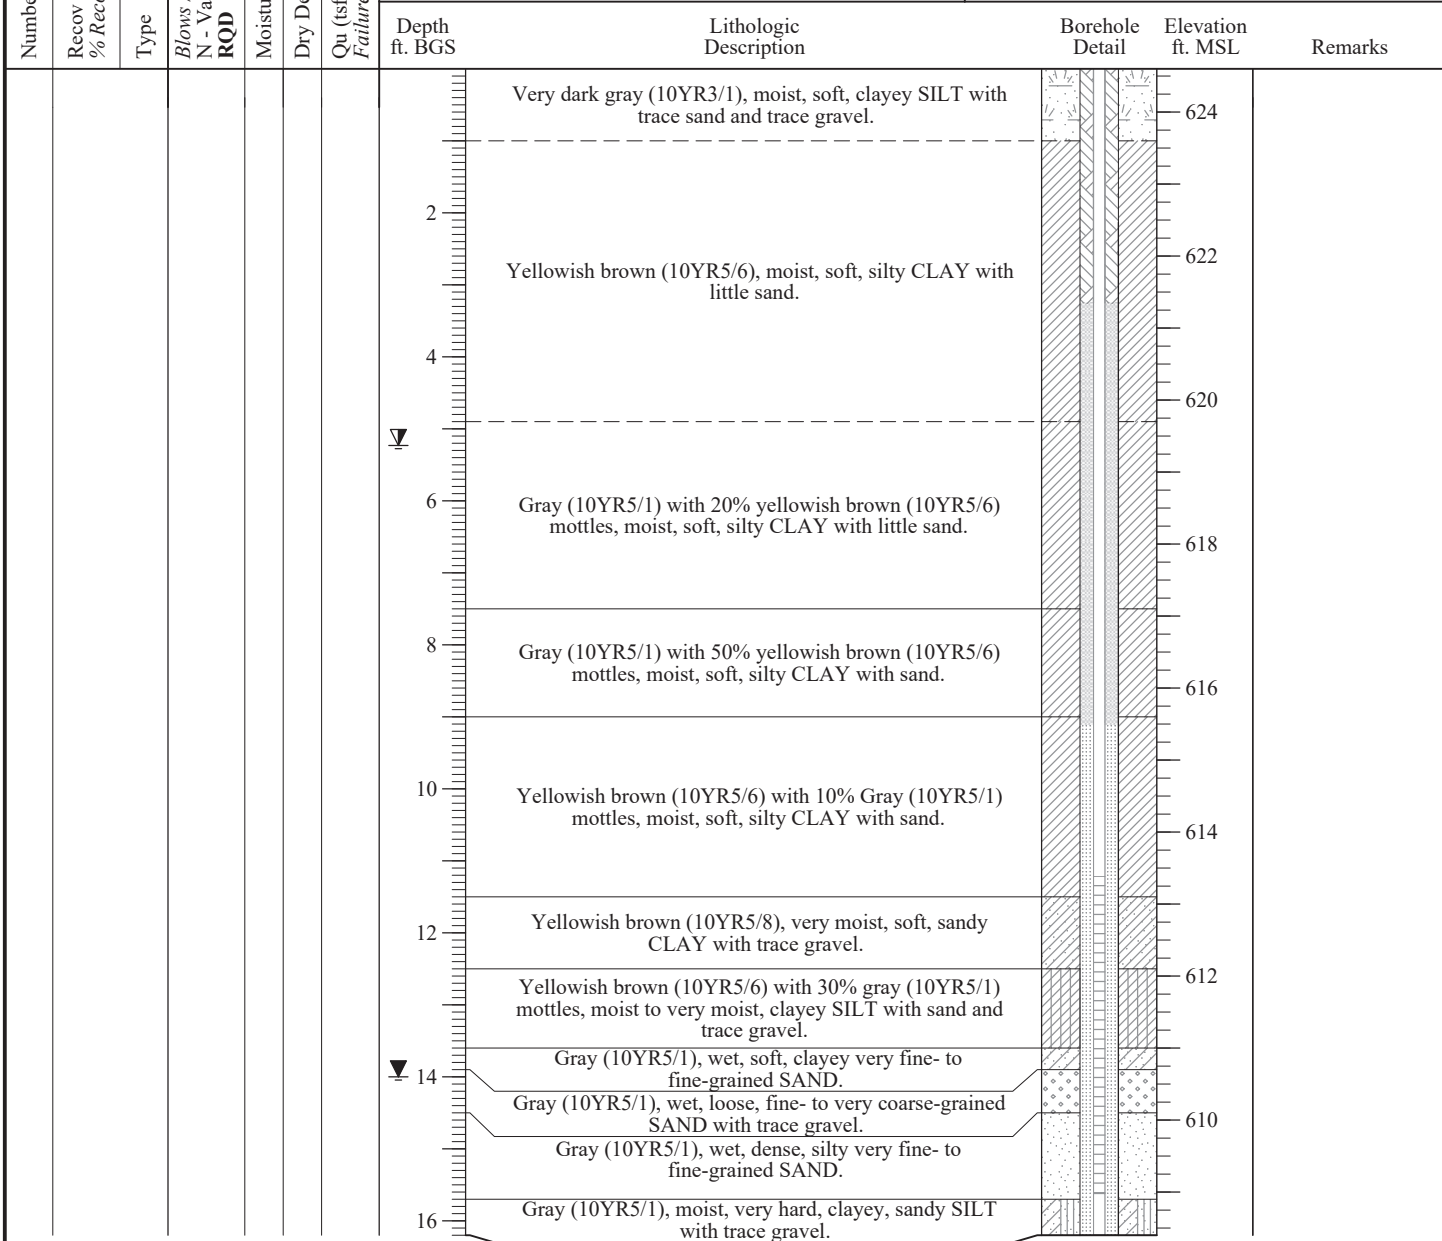 Numbe
Recov
% Reco
Type
Blows
N - Va
RQD
Moistu
Dry De
Qu (tsf
Failure
Depth
ft. BGS
Lithologic
Description
Borehole
Detail
Elevation
ft. MSL
Remarks
Very dark gray (10YR3/1), moist, soft, clayey SILT with
trace sand and trace gravel.
624
2
622
Yellowish brown (10YR5/6), moist, soft, silty CLAY with
little sand.
4
620
6
Gray (10YR5/1) with 20% yellowish brown (10YR5/6)
mottles, moist, soft, silty CLAY with little sand.
618
8
Gray (10YR5/1) with 50% yellowish brown (10YR5/6)
mottles, moist, soft, silty CLAY with sand.
616
10
Yellowish brown (10YR5/6) with 10% Gray (10YR5/1)
mottles, moist, soft, silty CLAY with sand.
614
12
Yellowish brown (10YR5/8), very moist, soft, sandy
CLAY with trace gravel.
612
Yellowish brown (10YR5/6) with 30% gray (10YR5/1)
mottles, moist to very moist, clayey SILT with sand and
trace gravel.
14
Gray (10YR5/1), wet, soft, clayey very fine- to
fine-grained SAND.
Gray (10YR5/1), wet, loose, fine- to very coarse-grained
SAND with trace gravel.
610
Gray (10YR5/1), wet, dense, silty very fine- to
fine-grained SAND.
16
Gray (10YR5/1), moist, very hard, clayey, sandy SILT
with trace gravel.